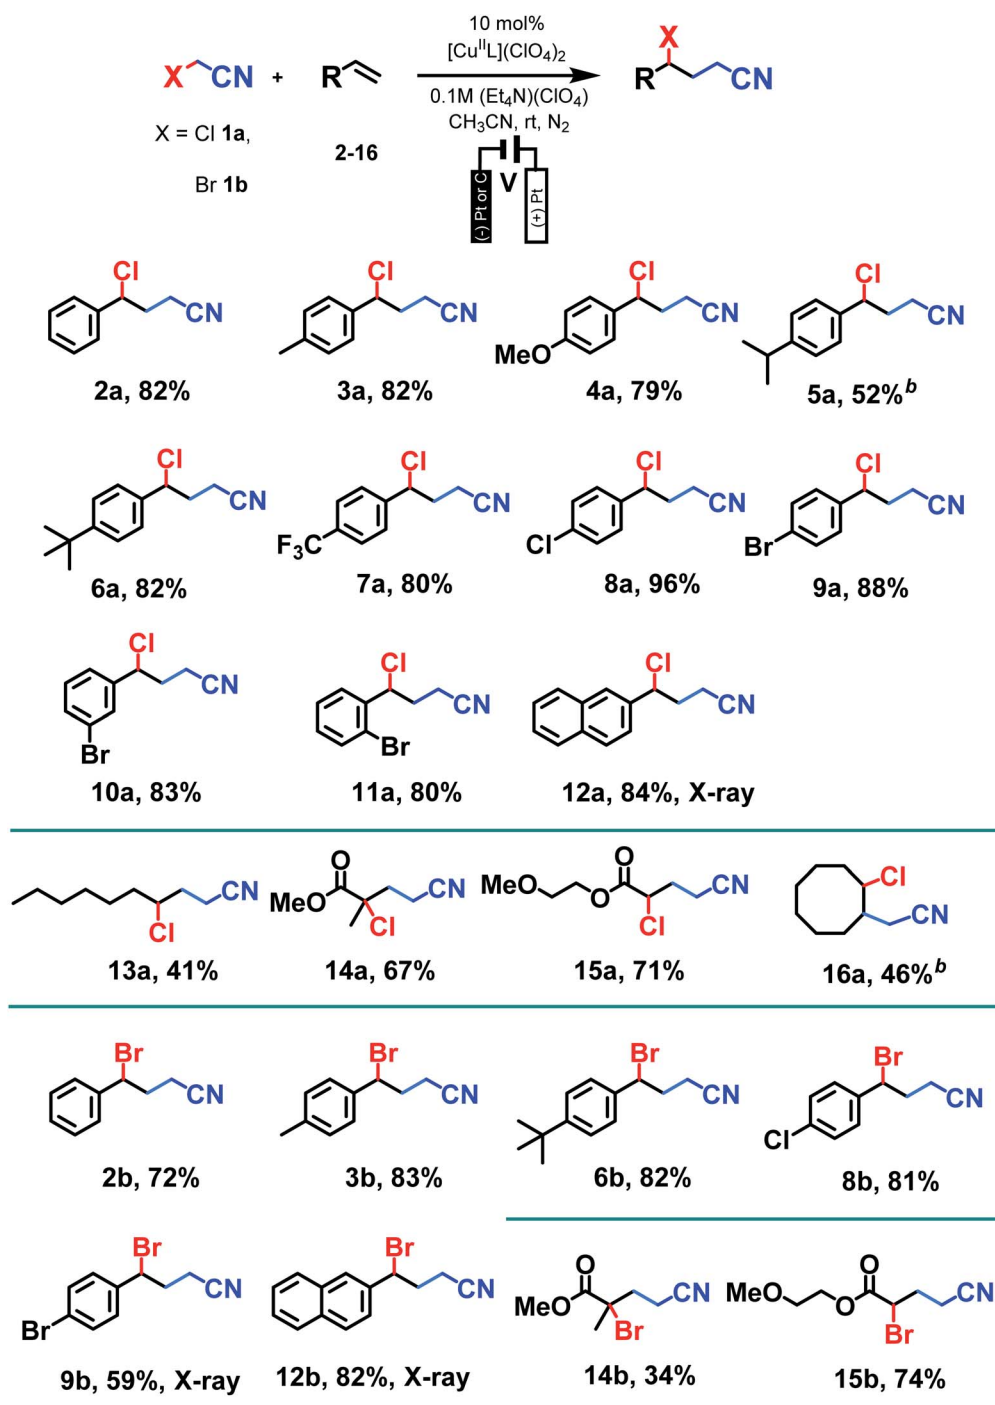 10 mol%
[CuᴵᴵL](ClO₄)₂
X CN + R X R CN
0.1M (Et₄N)(ClO₄)
CH₃CN, rt, N₂
X = Cl 1a,
Br 1b
2-16
(-) Pt or C V (+) Pt
Cl Cl Cl Cl
CN CN CN CN
MeO
2a, 82% 3a, 82% 4a, 79% 5a, 52%ᵇ
Cl Cl Cl Cl
CN CN CN CN
F₃C Cl Br
6a, 82% 7a, 80% 8a, 96% 9a, 88%
Cl Cl Cl
CN CN CN
Br Br
10a, 83% 11a, 80% 12a, 84%, X-ray
O O Cl
CN MeO CN MeO O CN CN
Cl Cl Cl
13a, 41% 14a, 67% 15a, 71% 16a, 46%ᵇ
Br Br Br Br
CN CN CN CN
Cl
2b, 72% 3b, 83% 6b, 82% 8b, 81%
Br Br O O
CN CN MeO CN MeO O CN
Br Br Br
9b, 59%, X-ray 12b, 82%, X-ray 14b, 34% 15b, 74%